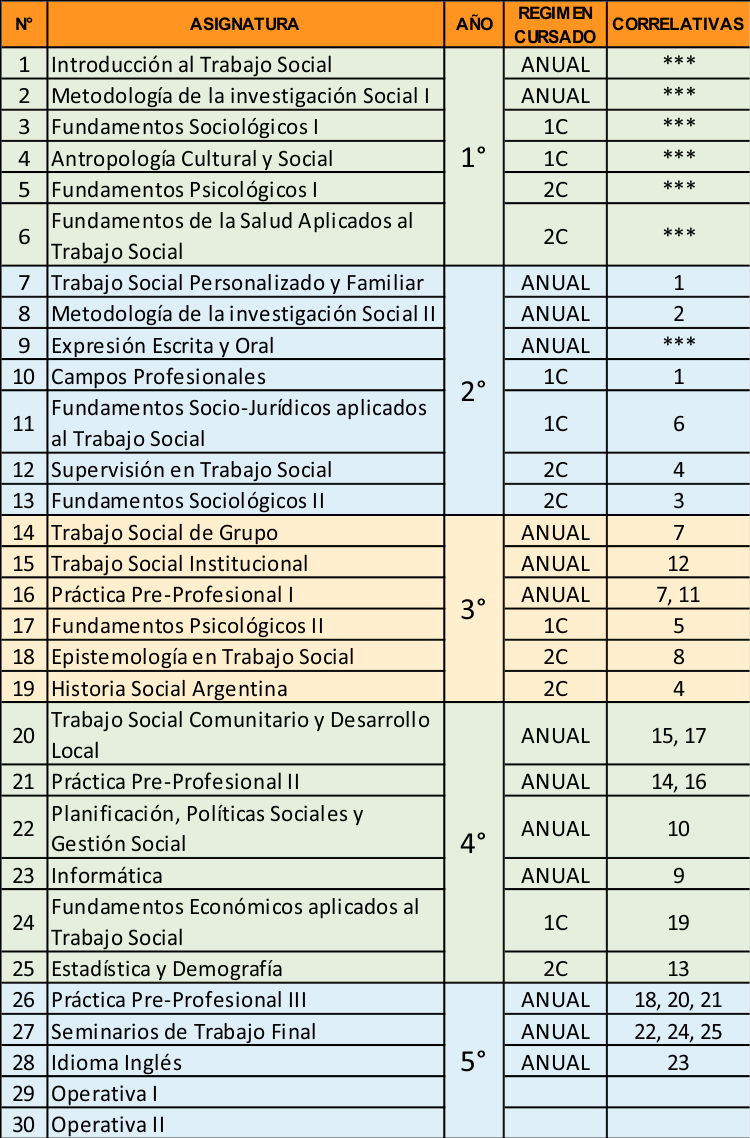 N° ASIGNATURA AÑO REGIMEN CURSADO CORRELATIVAS
1 Introducción al Trabajo Social 1° ANUAL ***
2 Metodología de la investigación Social I ANUAL ***
3 Fundamentos Sociológicos I 1C ***
4 Antropología Cultural y Social 1C ***
5 Fundamentos Psicológicos I 2C ***
6 Fundamentos de la Salud Aplicados al
Trabajo Social 2C ***
7 Trabajo Social Personalizado y Familiar 2° ANUAL 1
8 Metodología de la investigación Social II ANUAL 2
9 Expresión Escrita y Oral ANUAL ***
10 Campos Profesionales 1C 1
11 Fundamentos Socio-Jurídicos aplicados
al Trabajo Social 1C 6
12 Supervisión en Trabajo Social 2C 4
13 Fundamentos Sociológicos II 2C 3
14 Trabajo Social de Grupo 3° ANUAL 7
15 Trabajo Social Institucional ANUAL 12
16 Práctica Pre-Profesional I ANUAL 7, 11
17 Fundamentos Psicológicos II 1C 5
18 Epistemología en Trabajo Social 2C 8
19 Historia Social Argentina 2C 4
20 Trabajo Social Comunitario y Desarrollo
Local 4° ANUAL 15, 17
21 Práctica Pre-Profesional II ANUAL 14, 16
22 Planificación, Políticas Sociales y
Gestión Social ANUAL 10
23 Informática ANUAL 9
24 Fundamentos Económicos aplicados al
Trabajo Social 1C 19
25 Estadística y Demografía 2C 13
26 Práctica Pre-Profesional III 5° ANUAL 18, 20, 21
27 Seminarios de Trabajo Final ANUAL 22, 24, 25
28 Idioma Inglés ANUAL 23
29 Operativa I
30 Operativa II